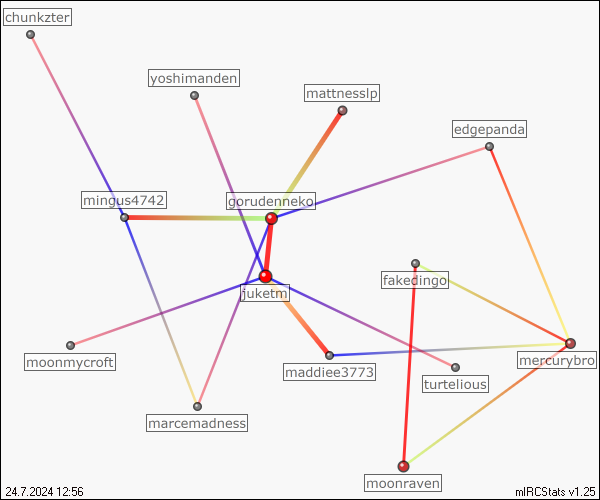 chunkzter
yoshimanden
mattnesslp
edgepanda
mingus4742
gorudenneko
fakedingo
juketm
moonmycroft
maddiee3773
mercurybro
turtelious
marcemadness
moonraven
24.7.2024 12:56
mIRCStats v1.25